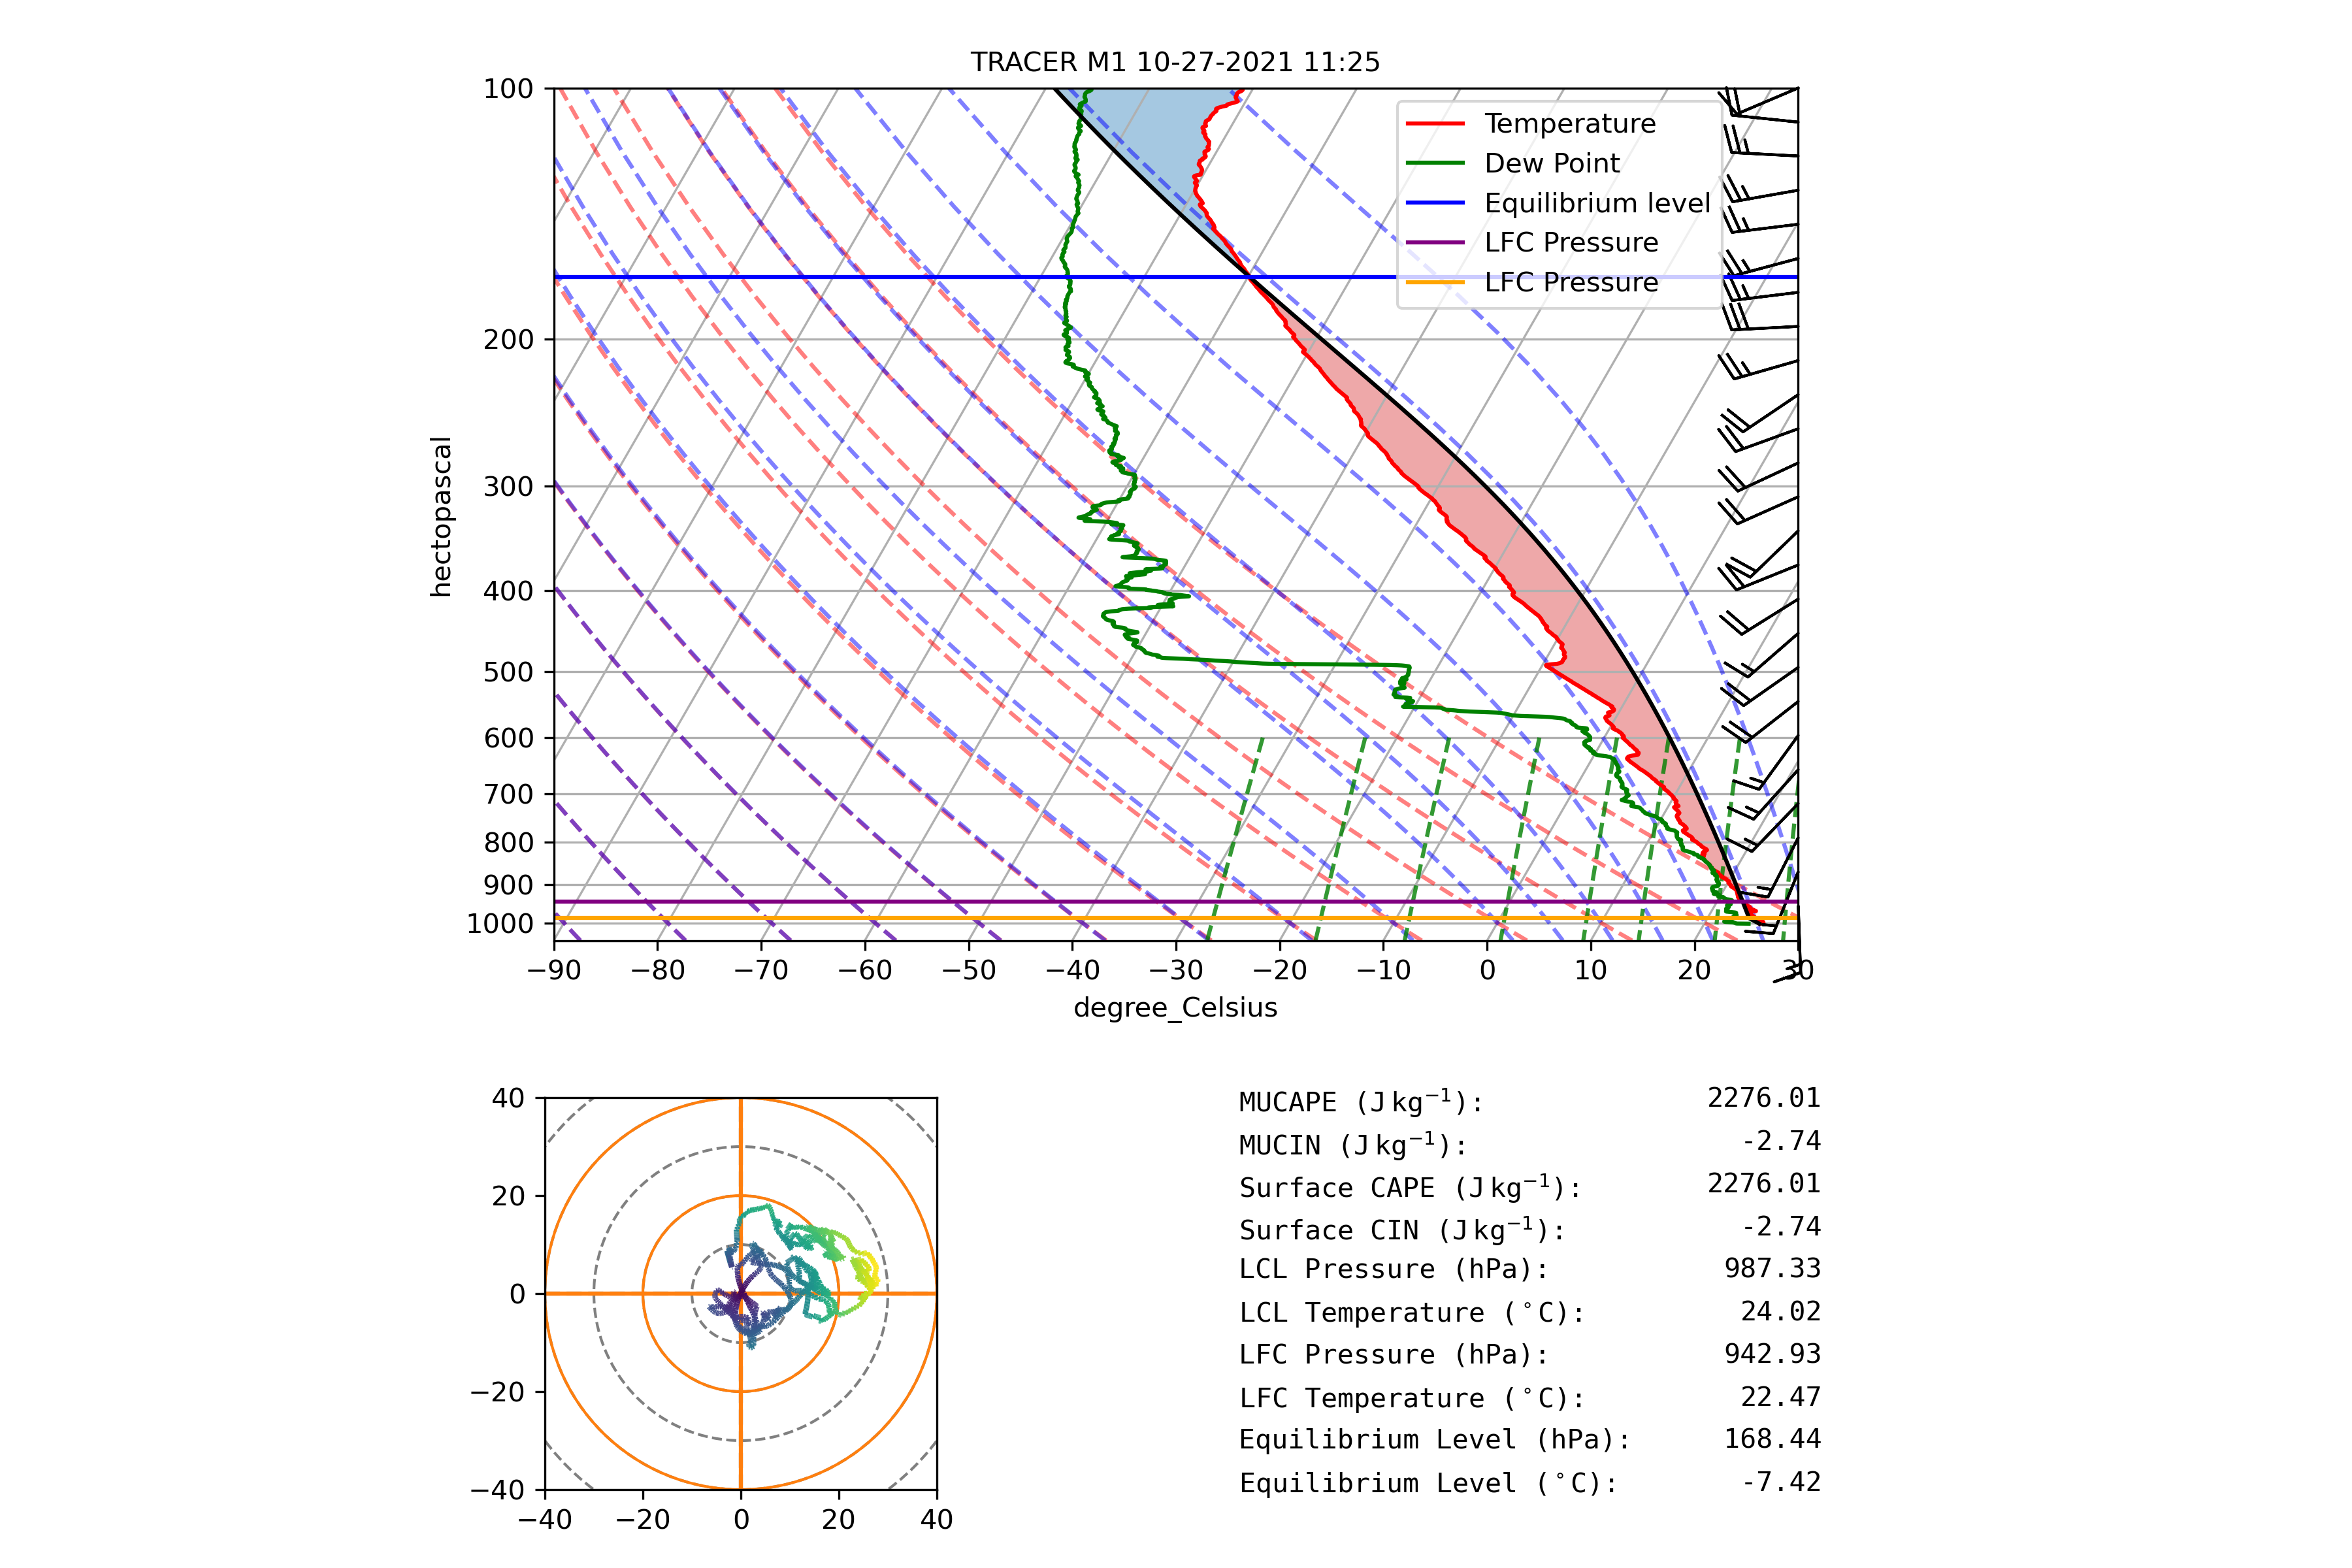 TRACER M1 10-27-2021 11:25
100
200
300
400
500
600
700
800
900
1000
hectopascal
Temperature
Dew Point
Equilibrium level
LFC Pressure
LFC Pressure
−90 −80 −70 −60 −50 −40 −30 −20 −10 0 10 20 30
degree_Celsius
40
20
0
−20
−40
−40 −20 0 20 40
MUCAPE (J kg⁻¹): 2276.01
MUCIN (J kg⁻¹): -2.74
Surface CAPE (J kg⁻¹): 2276.01
Surface CIN (J kg⁻¹): -2.74
LCL Pressure (hPa): 987.33
LCL Temperature (°C): 24.02
LFC Pressure (hPa): 942.93
LFC Temperature (°C): 22.47
Equilibrium Level (hPa): 168.44
Equilibrium Level (°C): -7.42